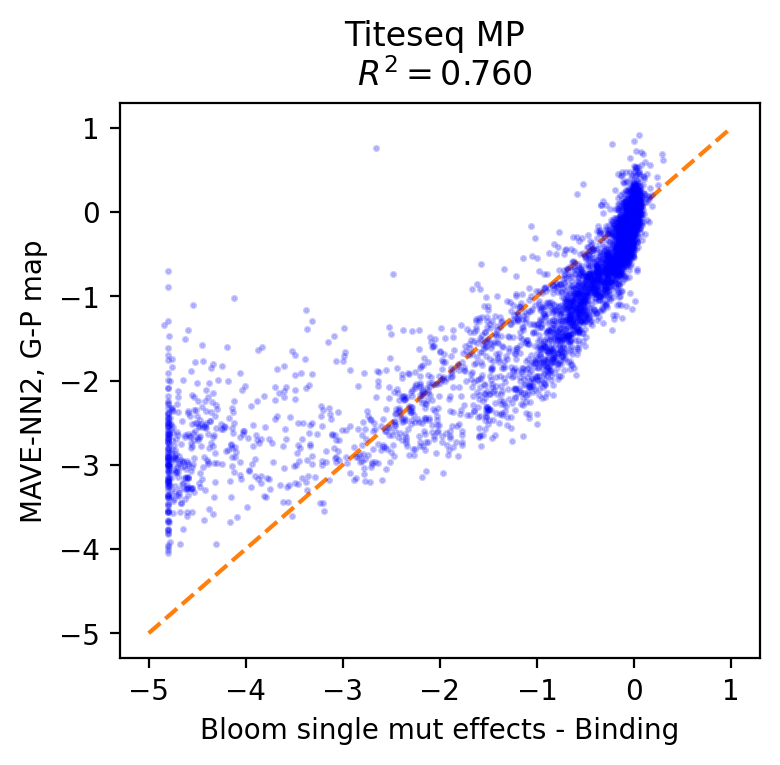 Titeseq MP
R² = 0.760
1
0
−1
−2
−3
−4
−5
MAVE-NN2, G-P map
−5 −4 −3 −2 −1 0 1
Bloom single mut effects - Binding